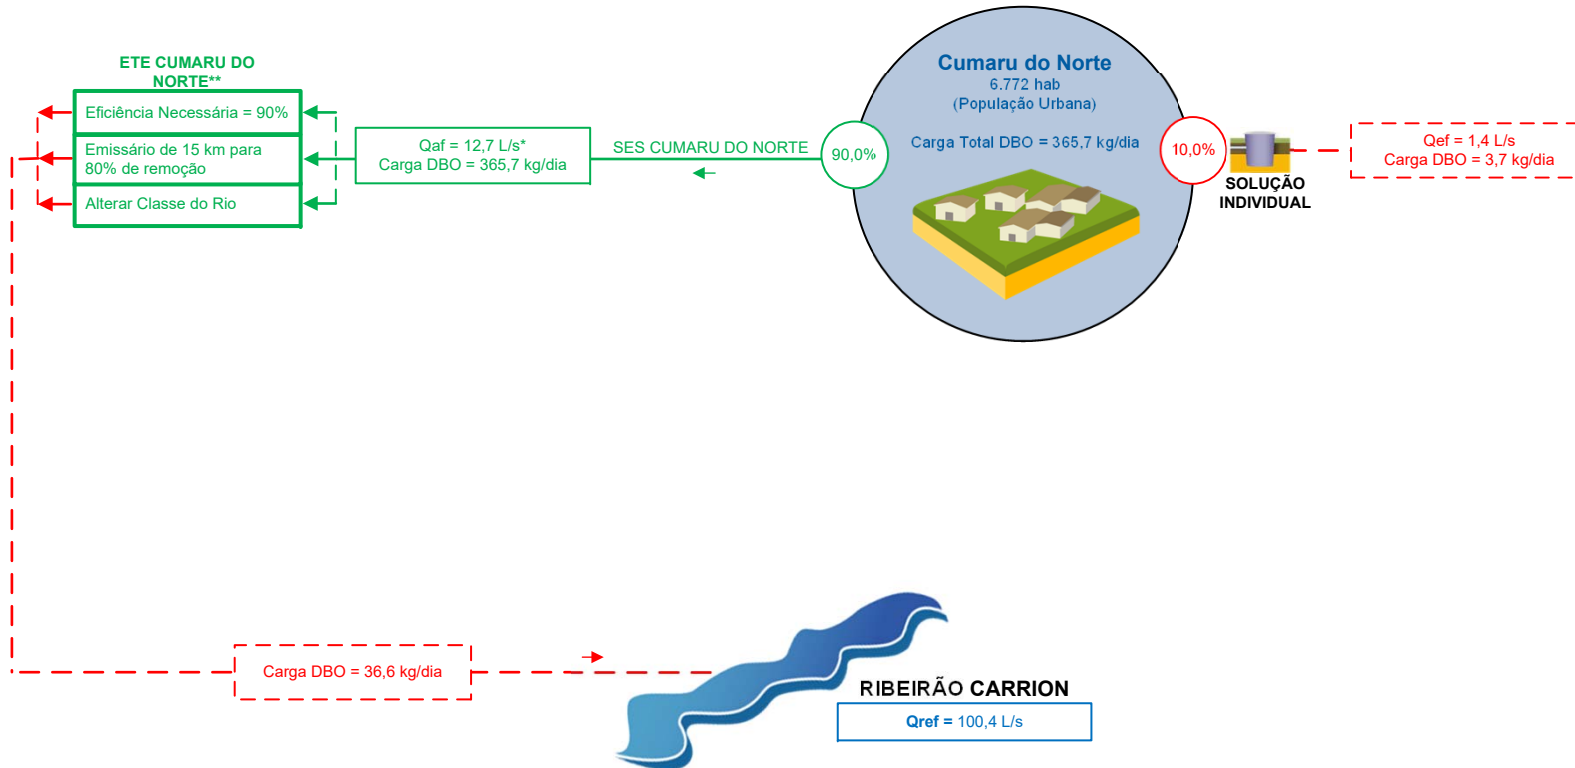 ETE CUMARU DO
NORTE**
Eficiência Necessária = 90%
Emissário de 15 km para
80% de remoção
Alterar Classe do Rio
Qaf = 12,7 L/s*
Carga DBO = 365,7 kg/dia
SES CUMARU DO NORTE
90,0%
Cumaru do Norte
6.772 hab
(População Urbana)
Carga Total DBO = 365,7 kg/dia
10,0%
SOLUÇÃO
INDIVIDUAL
Qef = 1,4 L/s
Carga DBO = 3,7 kg/dia
Carga DBO = 36,6 kg/dia
RIBEIRÃO CARRION
Qref = 100,4 L/s